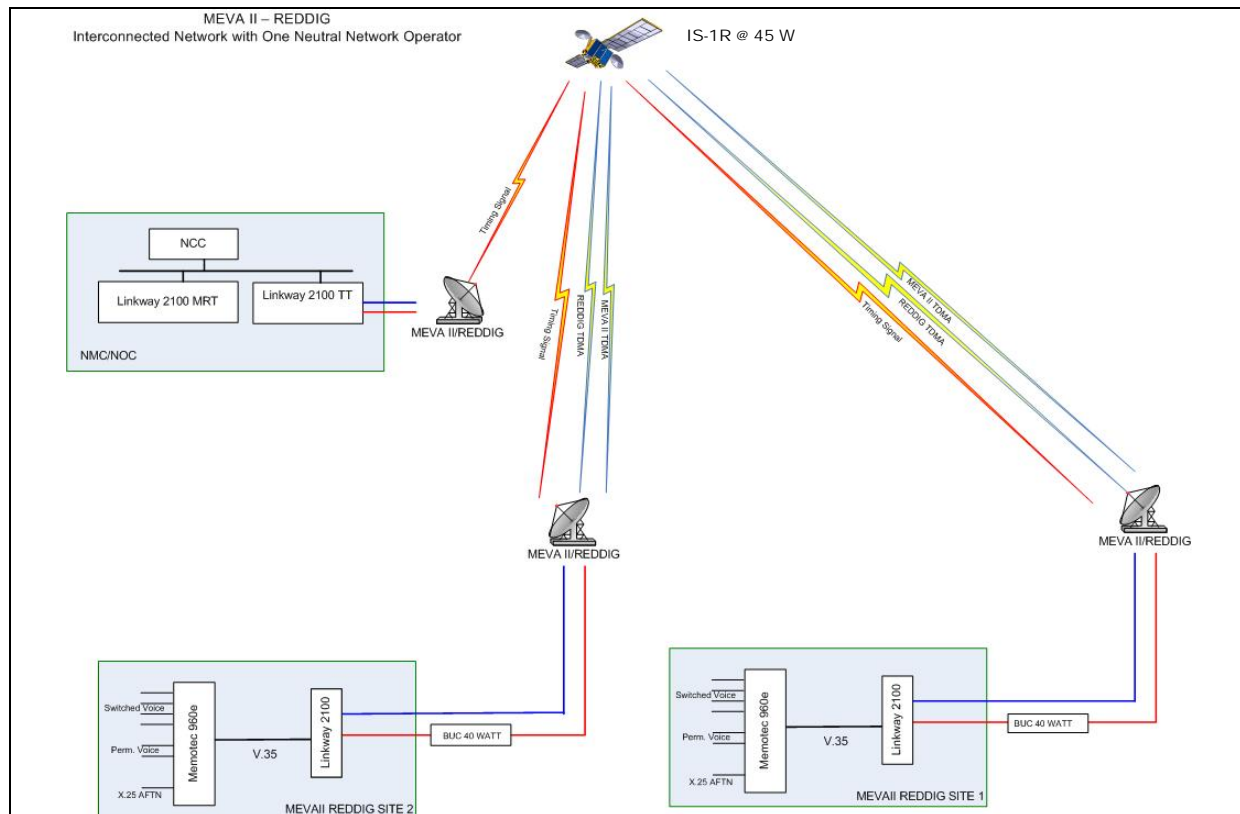 MEVA II – REDDIG
Interconnected Network with One Neutral Network Operator
IS-1R @ 45 W
Timing Signal
NCC
Linkway 2100 MRT
Linkway 2100 TT
NMC/NOC
MEVA II/REDDIG
Timing Signal
REDDIG TDMA
MEVA II TDMA
MEVA II TDMA
REDDIG TDMA
Timing Signal
MEVA II/REDDIG
MEVA II/REDDIG
Switched Voice
Perm. Voice
X.25 AFTN
Memotec 960e
V.35
Linkway 2100
BUC 40 WATT
MEVAII REDDIG SITE 2
Switched Voice
Perm. Voice
X.25 AFTN
Memotec 960e
V.35
Linkway 2100
BUC 40 WATT
MEVAII REDDIG SITE 1